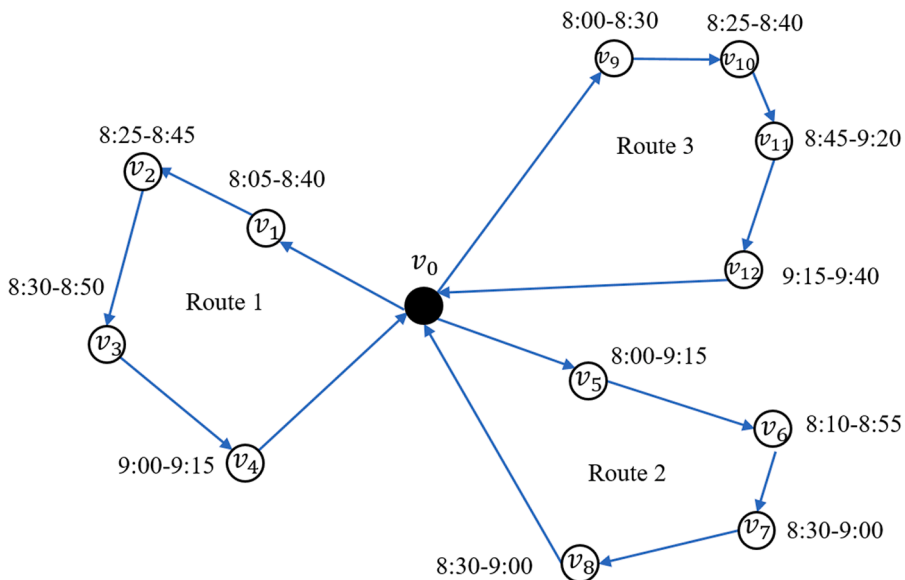 8:00-8:30
8:25-8:40
v9
v10
8:45-9:20
v11
Route 3
v12
9:15-9:40
8:25-8:45
v2
8:05-8:40
v1
v0
8:30-8:50
Route 1
v3
9:00-9:15
v4
8:00-9:15
v5
8:10-8:55
v6
Route 2
v7
8:30-9:00
8:30-9:00
v8